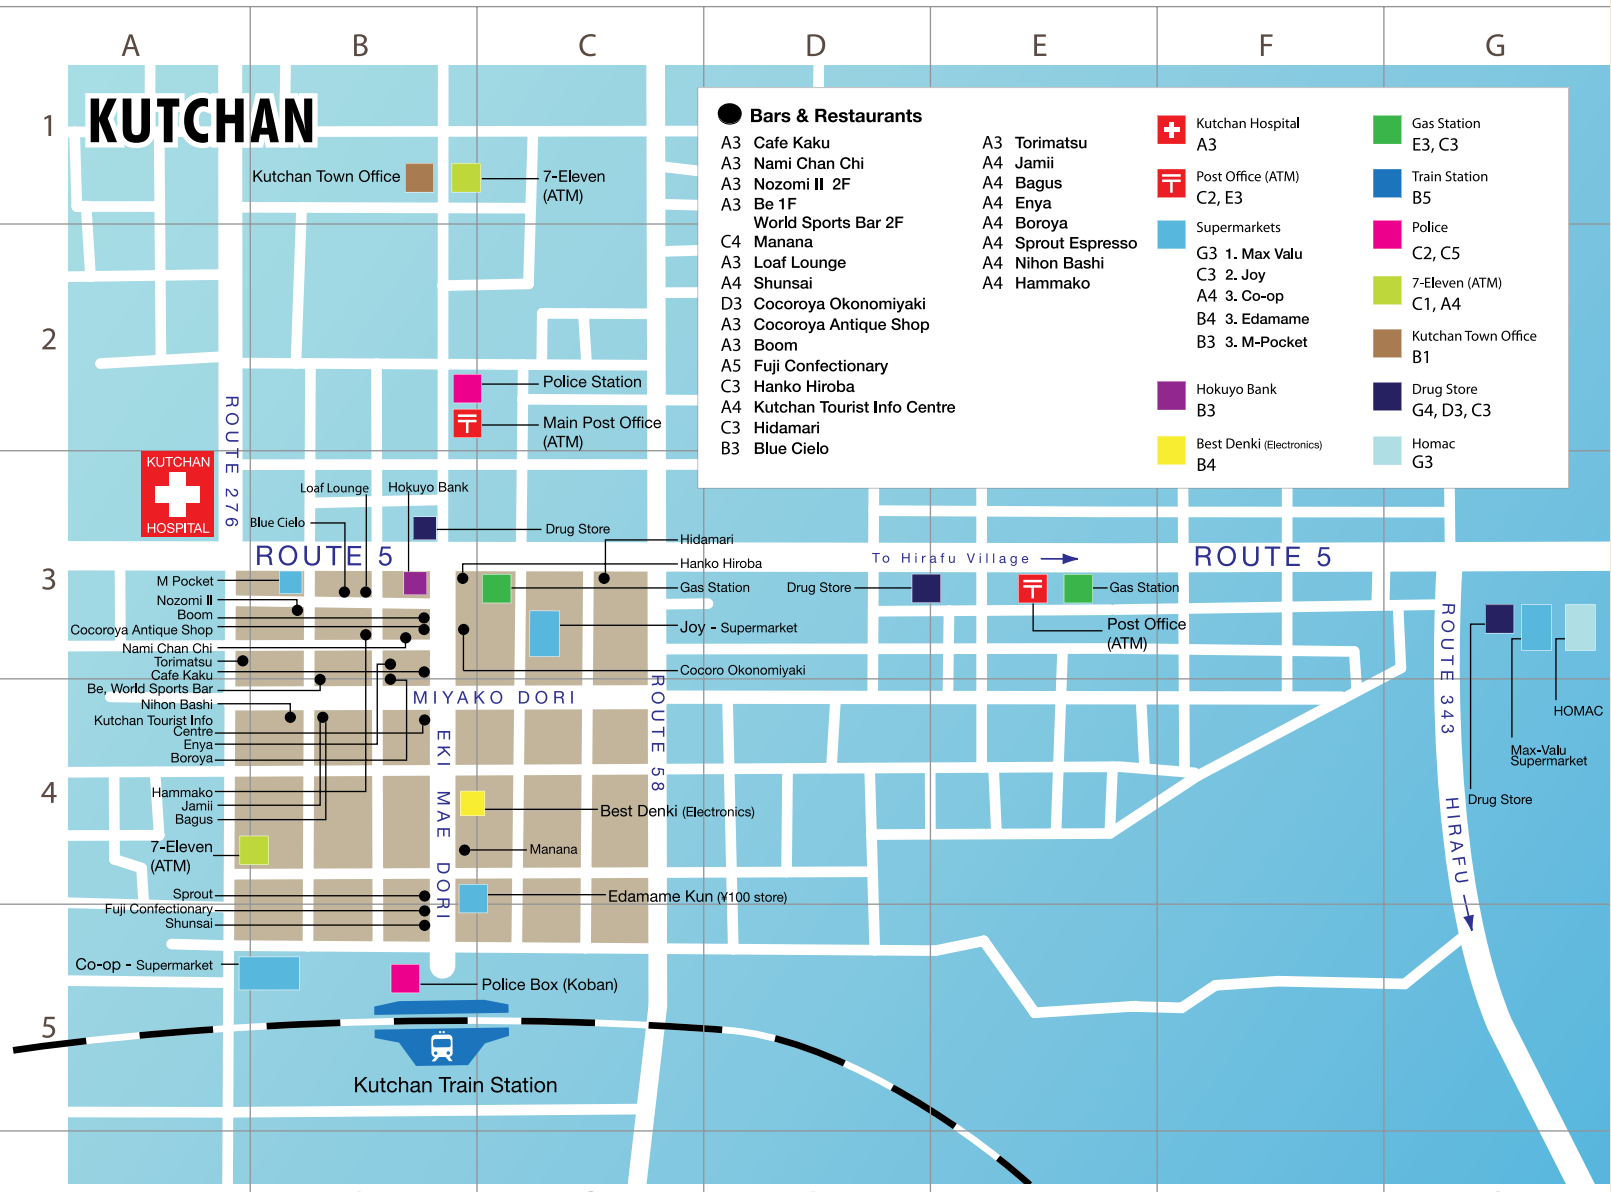 A B C D E F G
1
2
3
4
5
KUTCHAN
Kutchan Town Office
7-Eleven
(ATM)
Police Station
Main Post Office
(ATM)
ROUTE 276
KUTCHAN
HOSPITAL
Loaf Lounge
Hokuyo Bank
Blue Cielo
Drug Store
ROUTE 5
Hidamari
Hanko Hiroba
Gas Station
Joy - Supermarket
Cocoro Okonomiyaki
M Pocket
Nozomi II
Boom
Cocoroya Antique Shop
Nami Chan Chi
Torimatsu
Cafe Kaku
Be, World Sports Bar
Nihon Bashi
Kutchan Tourist Info
Centre
Enya
Boroya
Hammako
Jamii
Bagus
7-Eleven
(ATM)
Sprout
Fuji Confectionary
Shunsai
Co-op - Supermarket
MIYAKO DORI
EKI MAE DORI
ROUTE 58
Best Denki (Electronics)
Manana
Edamame Kun (¥100 store)
Police Box (Koban)
Kutchan Train Station
To Hirafu Village
ROUTE 5
Drug Store
Gas Station
Post Office
(ATM)
ROUTE 343
HIRAFU
HOMAC
Max-Valu
Supermarket
Drug Store
Bars & Restaurants
A3 Cafe Kaku
A3 Nami Chan Chi
A3 Nozomi II 2F
A3 Be 1F
World Sports Bar 2F
C4 Manana
A3 Loaf Lounge
A4 Shunsai
D3 Cocoroya Okonomiyaki
A3 Cocoroya Antique Shop
A3 Boom
A5 Fuji Confectionary
C3 Hanko Hiroba
A4 Kutchan Tourist Info Centre
C3 Hidamari
B3 Blue Cielo
A3 Torimatsu
A4 Jamii
A4 Bagus
A4 Enya
A4 Boroya
A4 Sprout Espresso
A4 Nihon Bashi
A4 Hammako
Kutchan Hospital
A3
Post Office (ATM)
C2, E3
Supermarkets
G3 1. Max Valu
C3 2. Joy
A4 3. Co-op
B4 3. Edamame
B3 3. M-Pocket
Hokuyo Bank
B3
Best Denki (Electronics)
B4
Gas Station
E3, C3
Train Station
B5
Police
C2, C5
7-Eleven (ATM)
C1, A4
Kutchan Town Office
B1
Drug Store
G4, D3, C3
Homac
G3